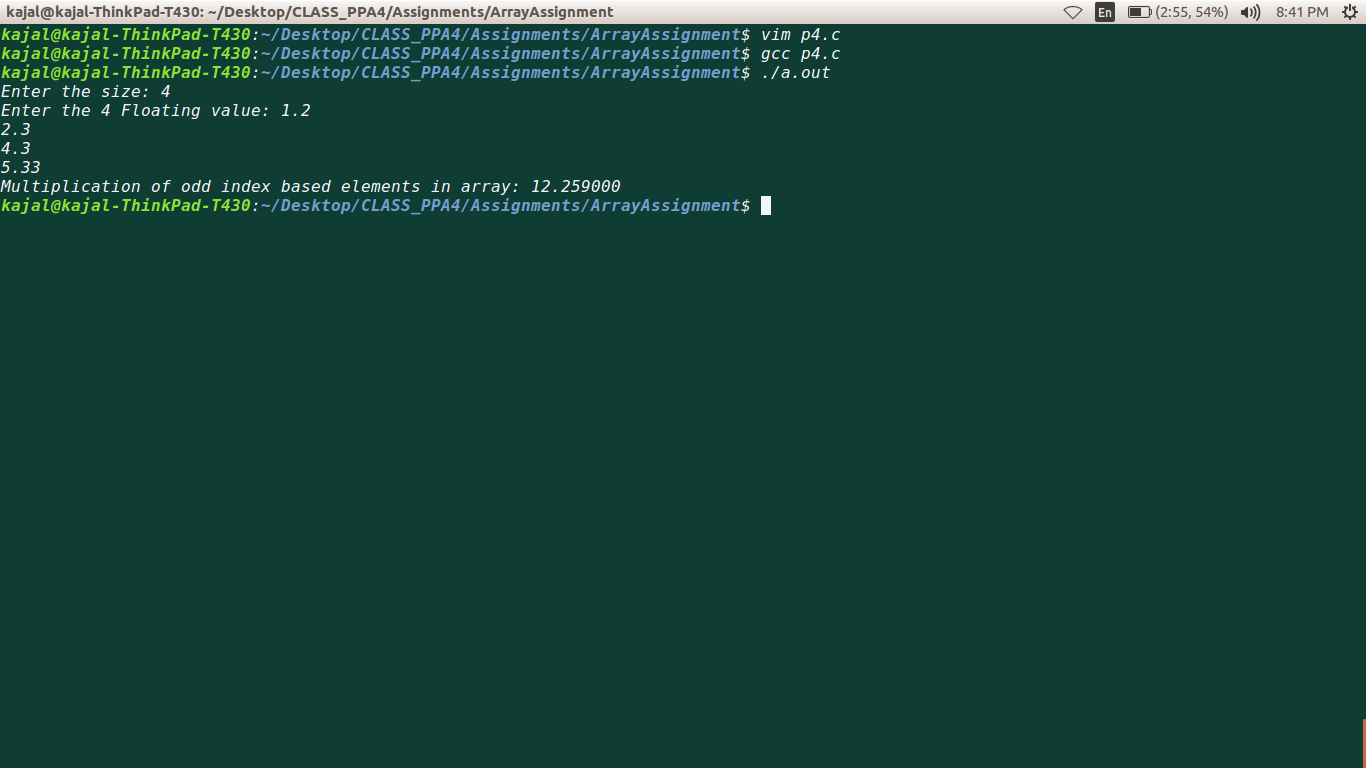 kajal@kajal-ThinkPad-T430: ~/Desktop/CLASS_PPA4/Assignments/ArrayAssignment En (2:55, 54%) 8:41 PM
kajal@kajal-ThinkPad-T430:~/Desktop/CLASS_PPA4/Assignments/ArrayAssignment$ vim p4.c
kajal@kajal-ThinkPad-T430:~/Desktop/CLASS_PPA4/Assignments/ArrayAssignment$ gcc p4.c
kajal@kajal-ThinkPad-T430:~/Desktop/CLASS_PPA4/Assignments/ArrayAssignment$ ./a.out
Enter the size: 4
Enter the 4 Floating value: 1.2
2.3
4.3
5.33
Multiplication of odd index based elements in array: 12.259000
kajal@kajal-ThinkPad-T430:~/Desktop/CLASS_PPA4/Assignments/ArrayAssignment$